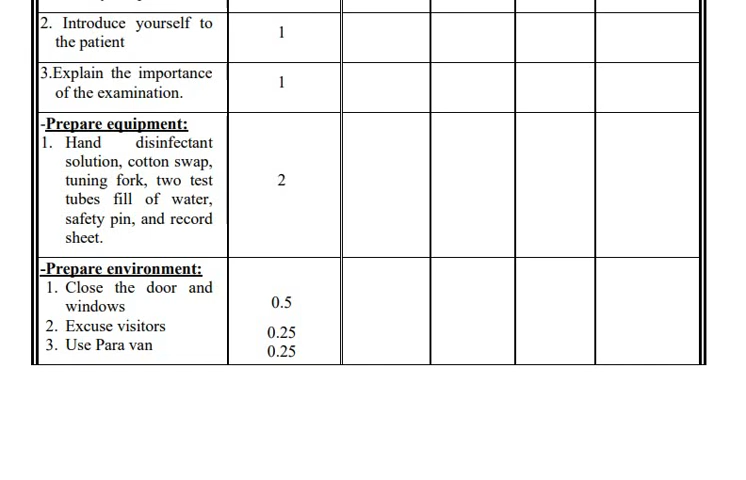 2. Introduce yourself to
the patient
1
3.Explain the importance
of the examination.
1
-Prepare equipment:
1. Hand disinfectant
solution, cotton swap,
tuning fork, two test
tubes fill of water,
safety pin, and record
sheet.
2
-Prepare environment:
1. Close the door and
windows
0.5
2. Excuse visitors
0.25
3. Use Para van
0.25